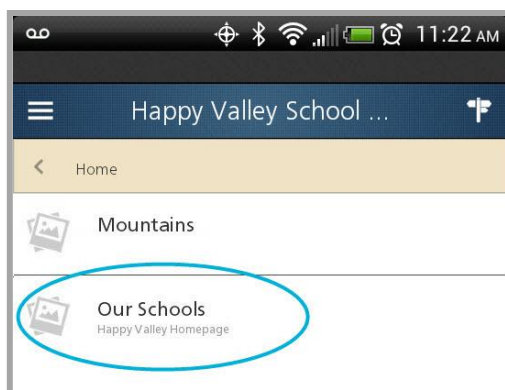 11:22 AM
Happy Valley School ...
Home
Mountains
Our Schools
Happy Valley Homepage